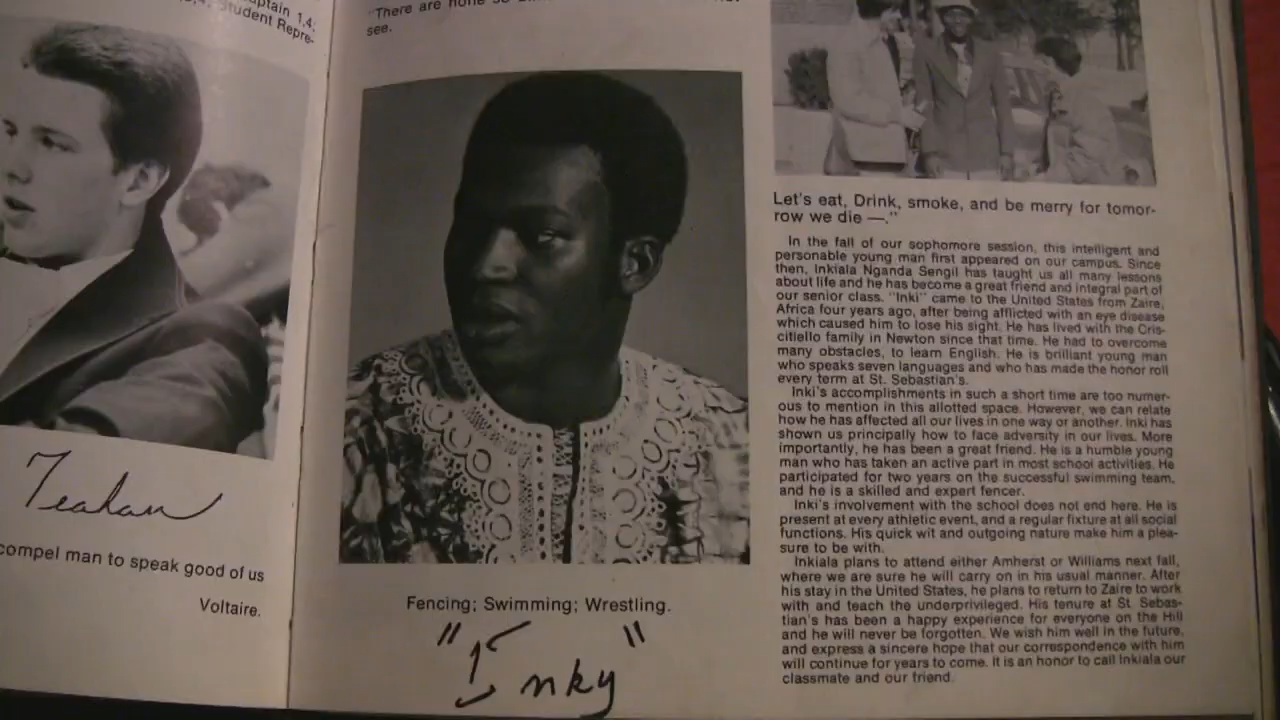 ptain 1,4:
Student Repre-
Teahan
compel man to speak good of us
Voltaire.
"There are none so
see.
Fencing; Swimming; Wrestling.
"Inky"
Let's eat, Drink, smoke, and be merry for tomor-
row we die —."
In the fall of our sophomore session, this intelligent and
personable young man first appeared on our campus. Since
then, Inkiala Nganda Sengil has taught us all many lessons
about life and he has become a great friend and integral part of
our senior class. "Inki" came to the United States from Zaire,
Africa four years ago, after being afflicted with an eye disease
which caused him to lose his sight. He has lived with the Cris-
citiello family in Newton since that time. He had to overcome
many obstacles, to learn English. He is brilliant young man
who speaks seven languages and who has made the honor roll
every term at St. Sebastian's.
Inki's accomplishments in such a short time are too numer-
ous to mention in this allotted space. However, we can relate
how he has affected all our lives in one way or another. Inki has
shown us principally how to face adversity in our lives. More
importantly, he has been a great friend. He is a humble young
man who has taken an active part in most school activities. He
participated for two years on the successful swimming team,
and he is a skilled and expert fencer.
Inki's involvement with the school does not end here. He is
present at every athletic event, and a regular fixture at all social
functions. His quick wit and outgoing nature make him a plea-
sure to be with.
Inkiala plans to attend either Amherst or Williams next fall,
where we are sure he will carry on in his usual manner. After
his stay in the United States, he plans to return to Zaire to work
with and teach the underprivileged. His tenure at St. Sebas-
tian's has been a happy experience for everyone on the Hill
and he will never be forgotten. We wish him well in the future,
and express a sincere hope that our correspondence with him
will continue for years to come. It is an honor to call Inkiala our
classmate and our friend.